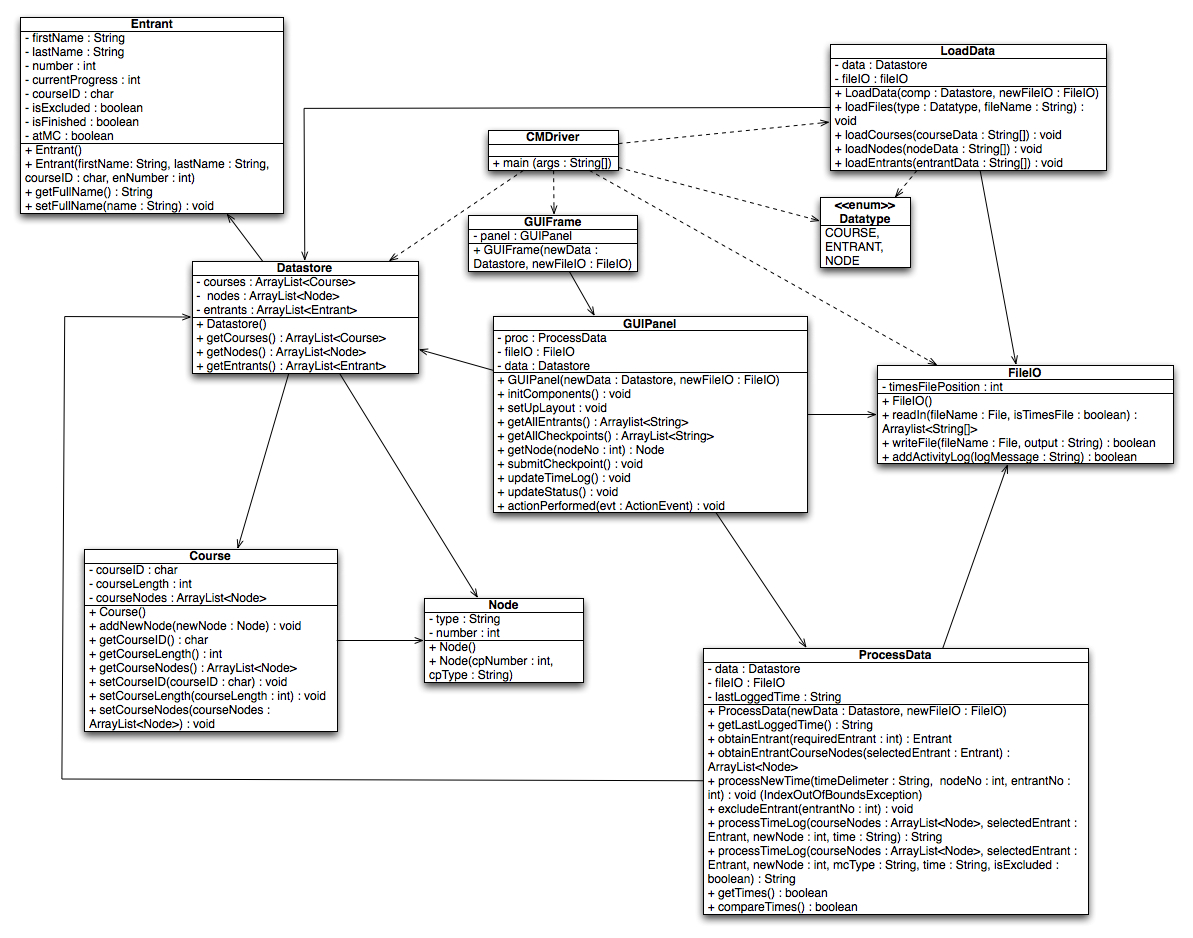 Entrant
- firstName : String
- lastName : String
- number : int
- currentProgress : int
- courseID : char
- isExcluded : boolean
- isFinished : boolean
- atMC : boolean
+ Entrant()
+ Entrant(firstName: String, lastName : String,
courseID : char, enNumber : int)
+ getFullName() : String
+ setFullName(name : String) : void
LoadData
- data : Datastore
- fileIO : fileIO
+ LoadData(comp : Datastore, newFileIO : FileIO)
+ loadFiles(type : Datatype, fileName : String) :
void
+ loadCourses(courseData : String[]) : void
+ loadNodes(nodeData : String[]) : void
+ loadEntrants(entrantData : String[]) : void
CMDriver
+ main (args : String[])
<<enum>>
Datatype
COURSE,
ENTRANT,
NODE
GUIFrame
- panel : GUIPanel
+ GUIFrame(newData :
Datastore, newFileIO : FileIO)
Datastore
- courses : ArrayList<Course>
- nodes : ArrayList<Node>
- entrants : ArrayList<Entrant>
+ Datastore()
+ getCourses() : ArrayList<Course>
+ getNodes() : ArrayList<Node>
+ getEntrants() : ArrayList<Entrant>
GUIPanel
- proc : ProcessData
- fileIO : FileIO
- data : Datastore
+ GUIPanel(newData : Datastore, newFileIO : FileIO)
+ initComponents() : void
+ setUpLayout : void
+ getAllEntrants() : Arraylist<String>
+ getAllCheckpoints() : ArrayList<String>
+ getNode(nodeNo : int) : Node
+ submitCheckpoint() : void
+ updateTimeLog() : void
+ updateStatus() : void
+ actionPerformed(evt : ActionEvent) : void
FileIO
- timesFilePosition : int
+ FileIO()
+ readIn(fileName : File, isTimesFile : boolean) :
Arraylist<String[]>
+ writeFile(fileName : File, output : String) : boolean
+ addActivityLog(logMessage : String) : boolean
Course
- courseID : char
- courseLength : int
- courseNodes : ArrayList<Node>
+ Course()
+ addNewNode(newNode : Node) : void
+ getCourseID() : char
+ getCourseLength() : int
+ getCourseNodes() : ArrayList<Node>
+ setCourseID(courseID : char) : void
+ setCourseLength(courseLength : int) : void
+ setCourseNodes(courseNodes :
ArrayList<Node>) : void
Node
- type : String
- number : int
+ Node()
+ Node(cpNumber : int,
cpType : String)
ProcessData
- data : Datastore
- fileIO : FileIO
- lastLoggedTime : String
+ ProcessData(newData : Datastore, newFileIO : FileIO)
+ getLastLoggedTime() : String
+ obtainEntrant(requiredEntrant : int) : Entrant
+ obtainEntrantCourseNodes(selectedEntrant : Entrant) :
ArrayList<Node>
+ processNewTime(timeDelimeter : String, nodeNo : int, entrantNo :
int) : void (IndexOutOfBoundsException)
+ excludeEntrant(entrantNo : int) : void
+ processTimeLog(courseNodes : ArrayList<Node>, selectedEntrant :
Entrant, newNode : int, time : String) : String
+ processTimeLog(courseNodes : ArrayList<Node>, selectedEntrant :
Entrant, newNode : int, mcType : String, time : String, isExcluded :
boolean) : String
+ getTimes() : boolean
+ compareTimes() : boolean